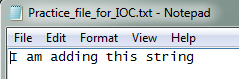 Practice_file_for_IOC.txt - Notepad
File Edit Format View Help
I am adding this string